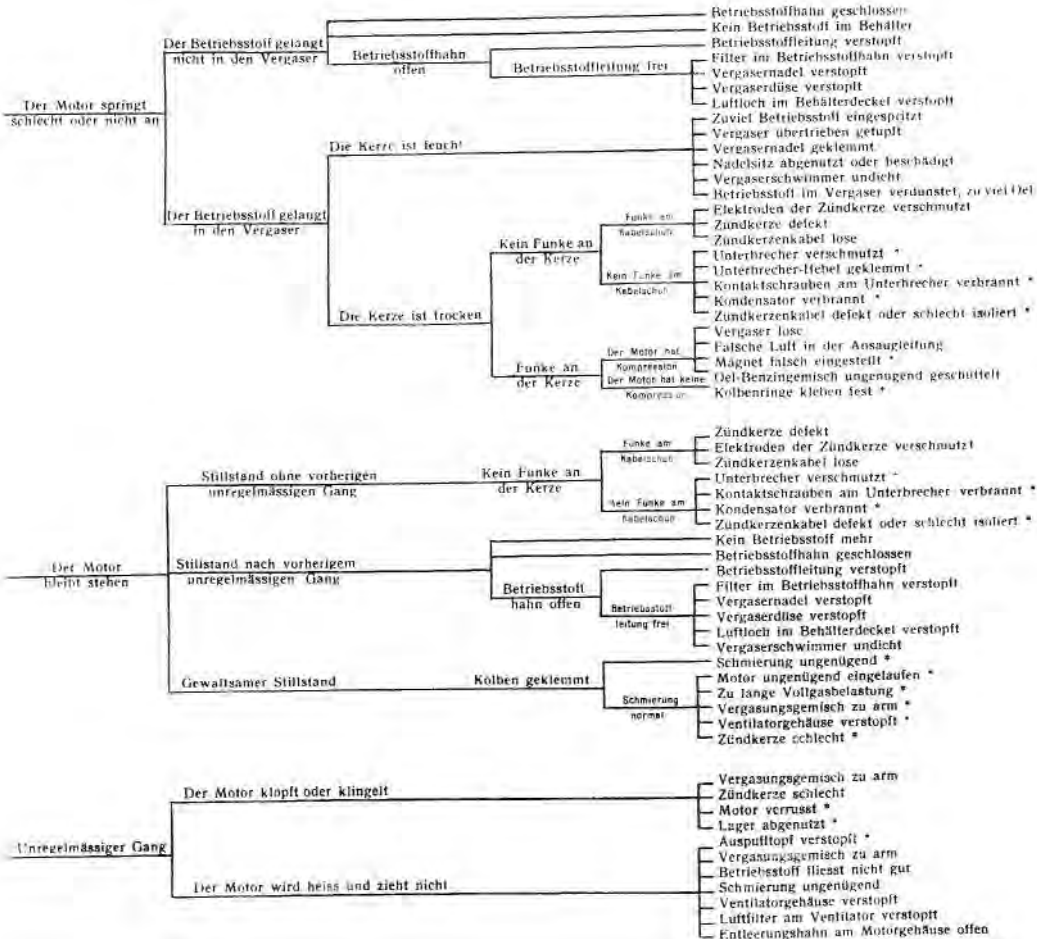 Betriebsstoffhahn geschlossen
Kein Betriebsstoff im Behälter
Der Betriebsstoff gelangt
nicht in den Vergaser
Betriebsstoffhahn
offen
Betriebsstoffleitung verstopft
Betriebsstoffleitung frei
Filter im Betriebsstoffhahn verstopft
Vergasernadel verstopft
Vergaserdüse verstopft
Luftloch im Behälterdeckel verstopft
Der Motor springt
schlecht oder nicht an
Die Kerze ist feucht
Zuviel Betriebsstoff eingespritzt
Vergaser übertrieben getupft
Vergasernadel geklemmt
Nadelsitz abgenutzt oder beschädigt
Vergaserschwimmer undicht
Betriebsstoff im Vergaser verdunstet, zu viel Oel
Der Betriebsstoff gelangt
in den Vergaser
Kein Funke an
der Kerze
Funke am
Kabelschuh
Elektroden der Zündkerze verschmutzt
Zündkerze defekt
Zündkerzenkabel lose
Kein Funke am
Kabelschuh
Unterbrecher verschmutzt *
Unterbrecher-Hebel geklemmt *
Kontaktschrauben am Unterbrecher verbrannt *
Kondensator verbrannt *
Zündkerzenkabel defekt oder schlecht isoliert *
Die Kerze ist trocken
Funke an
der Kerze
Der Motor hat
Kompression
Vergaser lose
Falsche Luft in der Ansaugleitung
Magnet falsch eingestellt *
Oel-Benzingemisch ungenügend geschüttelt
Der Motor hat keine
Kompression
Kolbenringe kleben fest *
Der Motor
bleibt stehen
Stillstand ohne vorherigen
unregelmässigen Gang
Kein Funke an
der Kerze
Funke am
Kabelschuh
Zündkerze defekt
Elektroden der Zündkerze verschmutzt
Zündkerzenkabel lose
Kein Funke am
Kabelschuh
Unterbrecher verschmutzt *
Kontaktschrauben am Unterbrecher verbrannt *
Kondensator verbrannt *
Zündkerzenkabel defekt oder schlecht isoliert *
Stillstand nach vorherigem
unregelmässigen Gang
Kein Betriebsstoff mehr
Betriebsstoffhahn geschlossen
Betriebsstoff
hahn offen
Betriebsstoffleitung verstopft
Betriebsstoff
leitung frei
Filter im Betriebsstoffhahn verstopft
Vergasernadel verstopft
Vergaserdüse verstopft
Luftloch im Behälterdeckel verstopft
Vergaserschwimmer undicht
Gewaltsamer Stillstand
Kolben geklemmt
Schmierung ungenügend *
Schmierung
normal
Motor ungenügend eingelaufen *
Zu lange Vollgasbelastung *
Vergasungsgemisch zu arm *
Ventilatorgehäuse verstopft *
Zündkerze schlecht *
Unregelmässiger Gang
Der Motor klopft oder klingelt
Vergasungsgemisch zu arm
Zündkerze schlecht
Motor verrusst *
Lager abgenutzt *
Der Motor wird heiss und zieht nicht
Auspufftopf verstopft *
Vergasungsgemisch zu arm
Betriebsstoff fliesst nicht gut
Schmierung ungenügend
Ventilatorgehäuse verstopft
Luftfilter am Ventilator verstopft
Entleerungshahn am Motorgehäuse offen